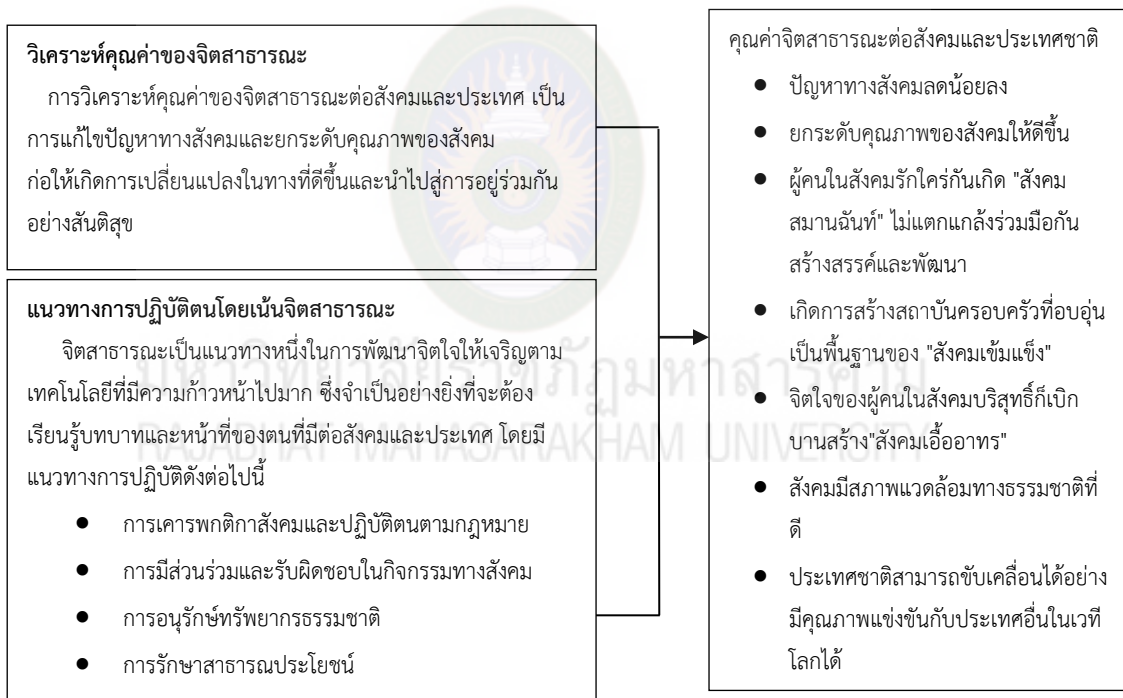 วิเคราะห์คุณค่าของจิตสาธารณะ
การวิเคราะห์คุณค่าของจิตสาธารณะต่อสังคมและประเทศ เป็น
การแก้ไขปัญหาทางสังคมและยกระดับคุณภาพของสังคม
ก่อให้เกิดการเปลี่ยนแปลงในทางที่ดีขึ้นและนำไปสู่การอยู่ร่วมกัน
อย่างสันติสุข
แนวทางการปฏิบัติตนโดยเน้นจิตสาธารณะ
จิตสาธารณะเป็นแนวทางหนึ่งในการพัฒนาจิตใจให้เจริญตาม
เทคโนโลยีที่มีความก้าวหน้าไปมาก ซึ่งจำเป็นอย่างยิ่งที่จะต้อง
เรียนรู้บทบาทและหน้าที่ของตนที่มีต่อสังคมและประเทศ โดยมี
แนวทางการปฏิบัติดังต่อไปนี้
● การเคารพกติกาสังคมและปฏิบัติตนตามกฎหมาย
● การมีส่วนร่วมและรับผิดชอบในกิจกรรมทางสังคม
● การอนุรักษ์ทรัพยากรธรรมชาติ
● การรักษาสาธารณประโยชน์
คุณค่าจิตสาธารณะต่อสังคมและประเทศชาติ
● ปัญหาทางสังคมลดน้อยลง
● ยกระดับคุณภาพของสังคมให้ดีขึ้น
● ผู้คนในสังคมรักใคร่กันเกิด "สังคม
สมานฉันท์" ไม่แตกแกล้งร่วมมือกัน
สร้างสรรค์และพัฒนา
● เกิดการสร้างสถาบันครอบครัวที่อบอุ่น
เป็นพื้นฐานของ "สังคมเข้มแข็ง"
● จิตใจของผู้คนในสังคมบริสุทธิ์ก็เบิก
บานสร้าง"สังคมเอื้ออาทร"
● สังคมมีสภาพแวดล้อมทางธรรมชาติที่
ดี
● ประเทศชาติสามารถขับเคลื่อนได้อย่าง
มีคุณภาพแข่งขันกับประเทศอื่นในเวที
โลกได้
มหาวิทยาลัยราชภัฏมหาสารคาม
RAJABHAT MAHASARAKHAM UNIVERSITY